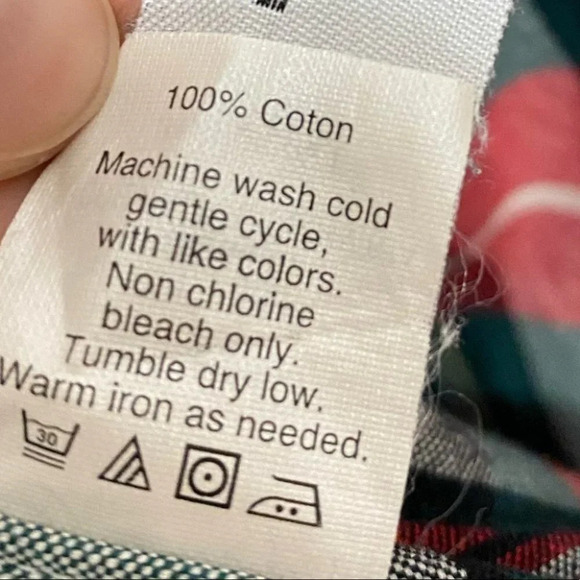 100% Coton
Machine wash cold
gentle cycle,
with like colors.
Non chlorine
bleach only.
Tumble dry low.
Warm iron as needed.
30